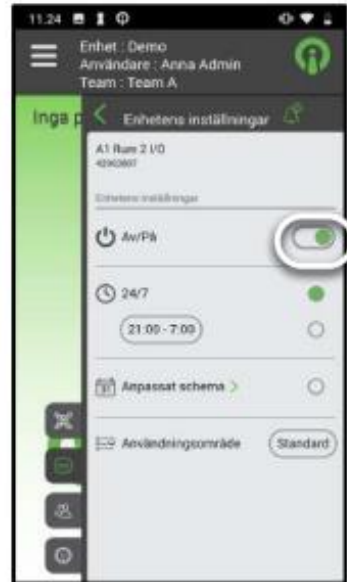 11.24
Enhet : Demo
Användare : Anna Admin
Team : Team A
Inga p
Enhetens inställningar
A1 Rum 2 I/O
Enhetens inställningar
Av/På
24/7
21:00 - 7:00
Anpassat schema >
Användningsområde
Standard